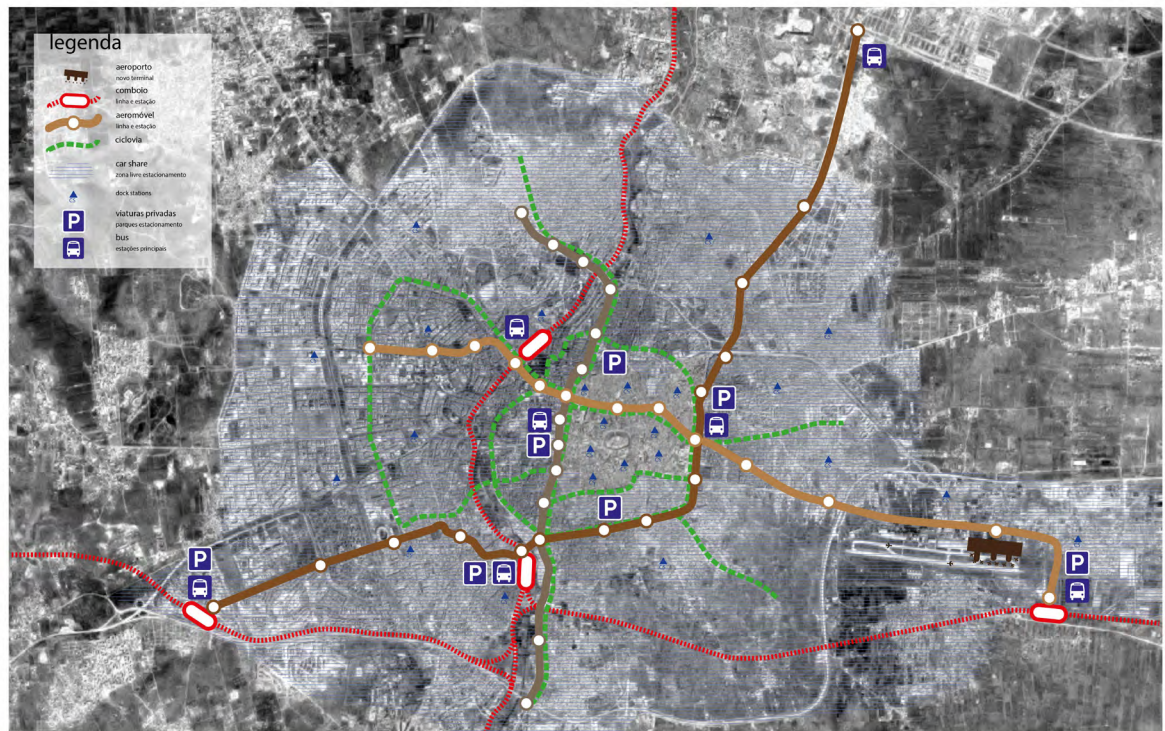 legenda
aeroporto
novo terminal
comboio
linha e estação
aeromóvel
linha e estação
ciclovia
car share
zona livre estacionamento
dock stations
P
viaturas privadas
parques estacionamento
bus
estações principais
P
P
P
P
P
P
P